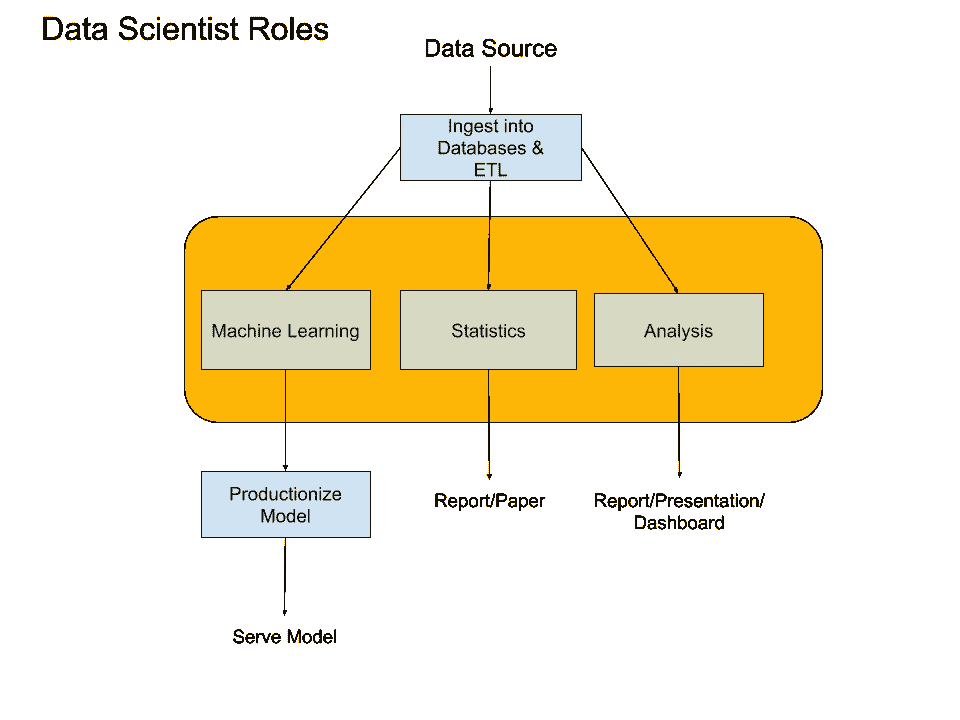 Data Scientist Roles
Data Source
Ingest into
Databases &
ETL
Machine Learning
Statistics
Analysis
Productionize
Model
Report/Paper
Report/Presentation/
Dashboard
Serve Model